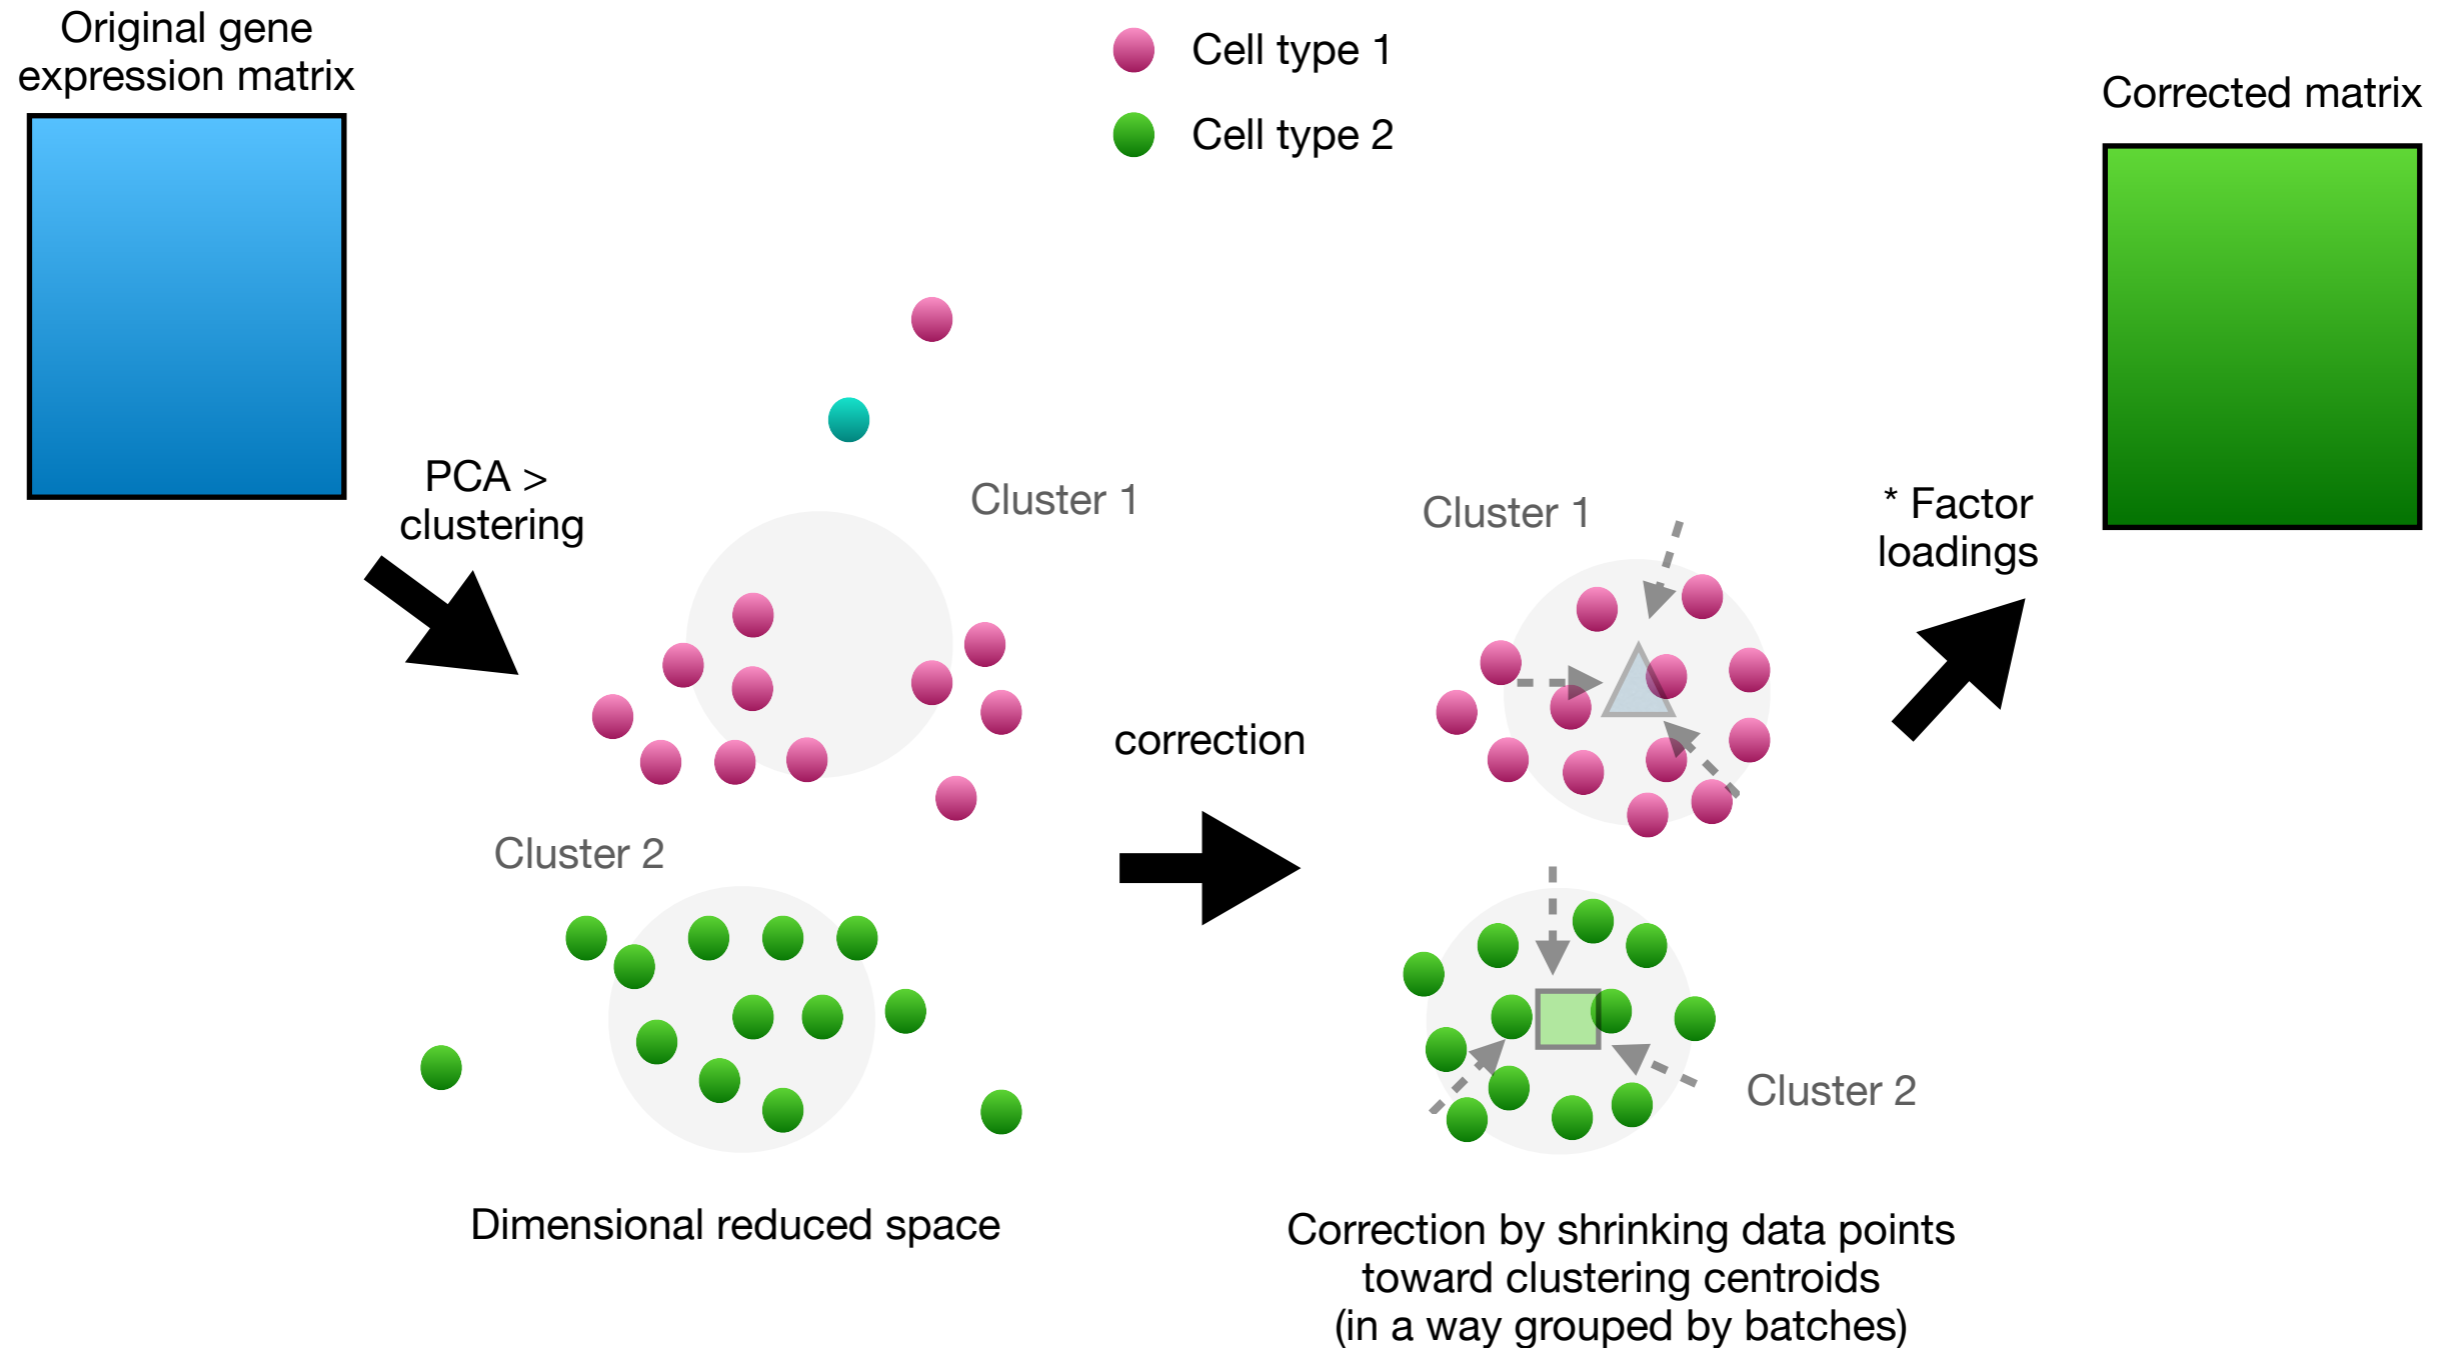 Original gene
expression matrix
Cell type 1
Cell type 2
Corrected matrix
PCA >
clustering
Cluster 1
Cluster 1
* Factor
loadings
correction
Cluster 2
Cluster 2
Dimensional reduced space
Correction by shrinking data points
toward clustering centroids
(in a way grouped by batches)